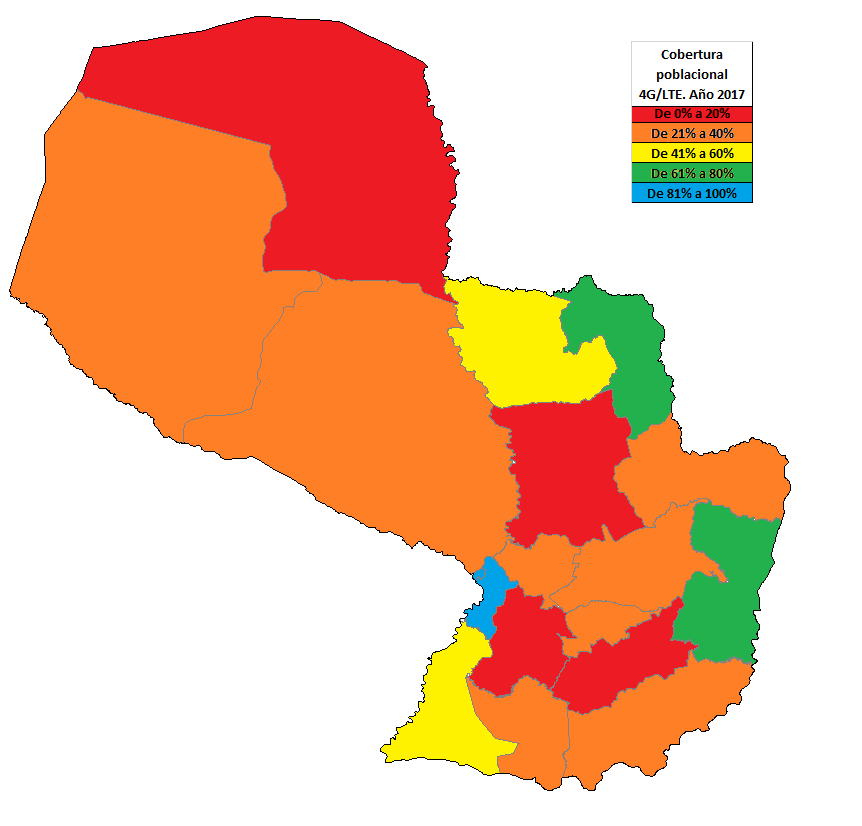 Cobertura
poblacional
4G/LTE. Año 2017
De 0% a 20%
De 21% a 40%
De 41% a 60%
De 61% a 80%
De 81% a 100%